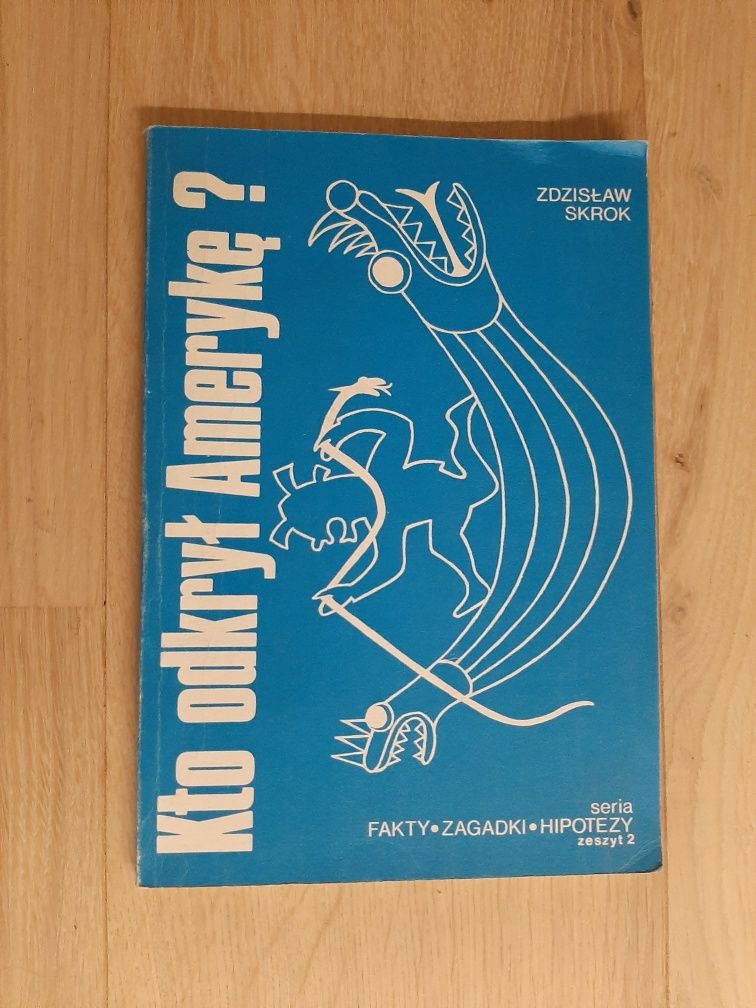 Kto odkrył Amerykę ?
ZDZISŁAW
SKROK
seria
FAKTY•ZAGADKI•HIPOTEZY
zeszyt 2